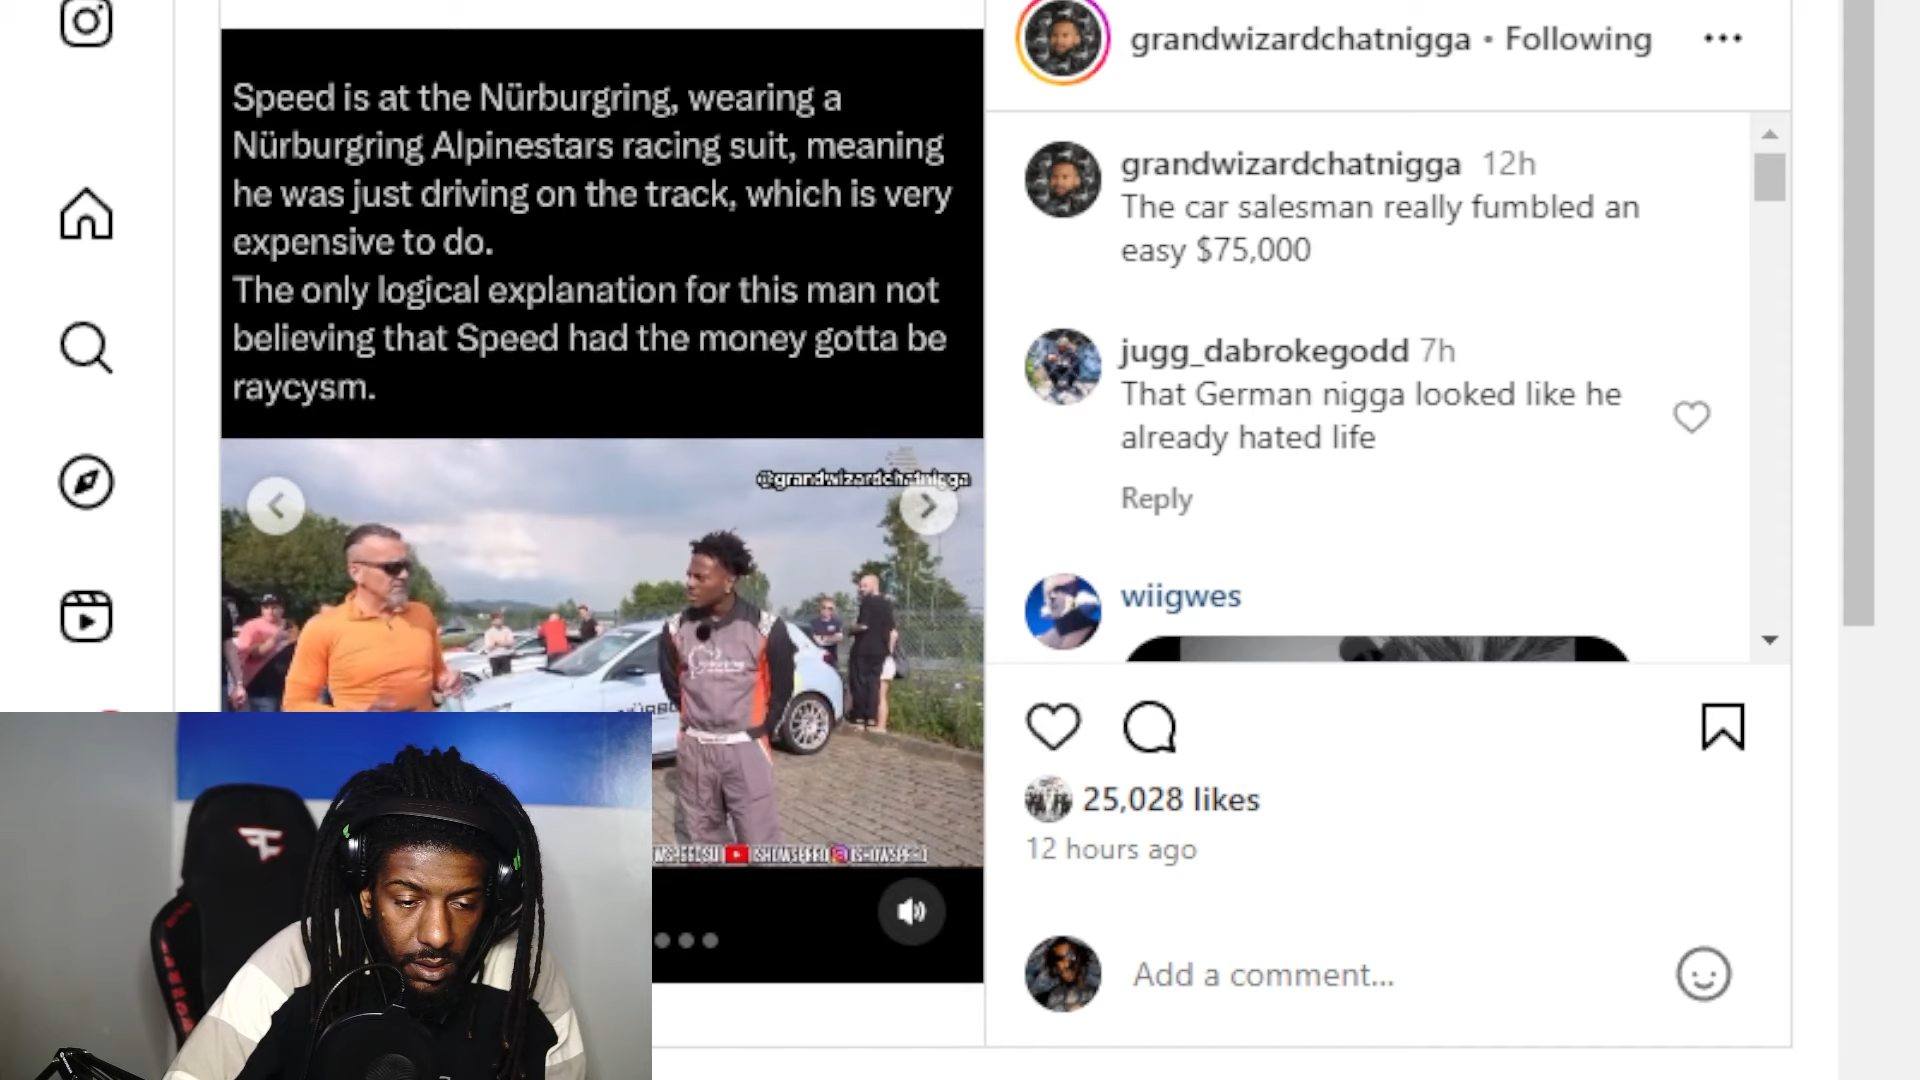 Speed is at the Nürburgring, wearing a
Nürburgring Alpinestars racing suit, meaning
he was just driving on the track, which is very
expensive to do.
The only logical explanation for this man not
believing that Speed had the money gotta be
raycysm.
@grandwizardchatnigga
ISHOWSPEED
ISHOWSPEED
grandwizardchatnigga • Following
grandwizardchatnigga 12h
The car salesman really fumbled an
easy $75,000
jugg_dabrokegodd 7h
That German nigga looked like he
already hated life
Reply
wiigwes
25,028 likes
12 hours ago
Add a comment...